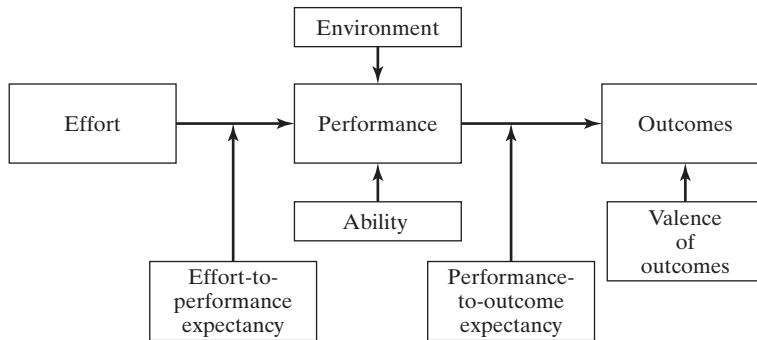 Environment
Effort
Performance
Outcomes
Ability
Valence
of
outcomes
Effort-to-
performance
expectancy
Performance-
to-outcome
expectancy